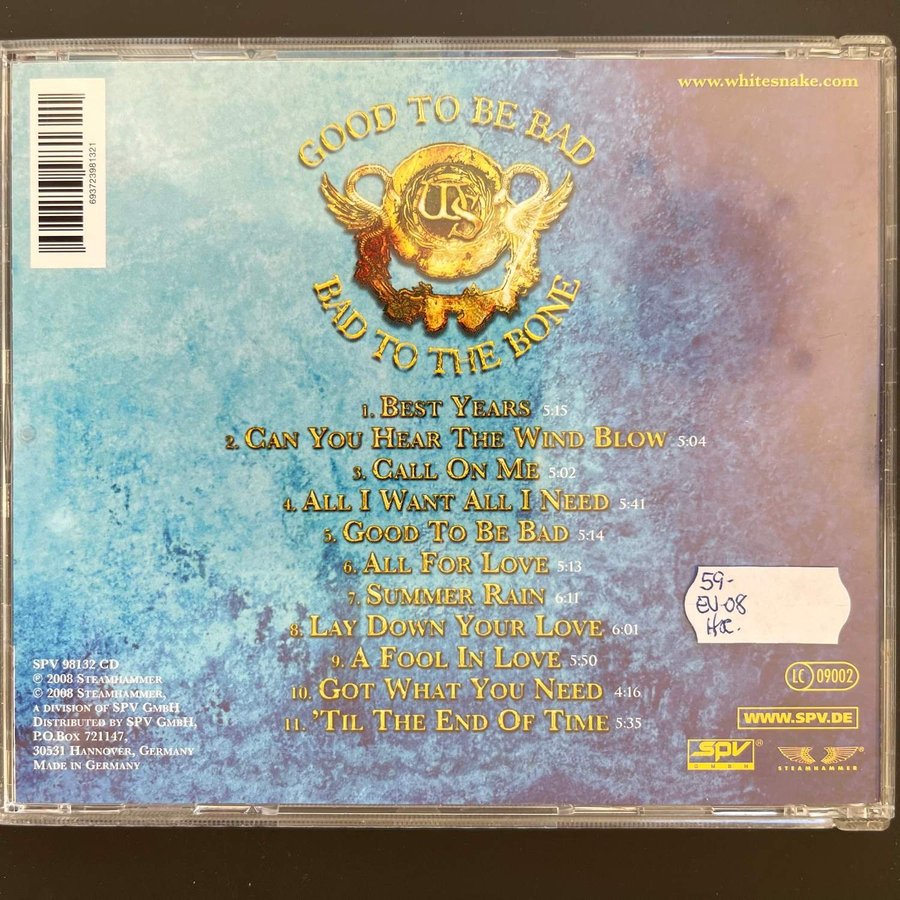 www.whitesnake.com
693723981321
GOOD TO BE BAD
WS
BAD TO THE BONE
1. BEST YEARS 5:15
2. CAN YOU HEAR THE WIND BLOW 5:04
3. CALL ON ME 5:02
4. ALL I WANT ALL I NEED 5:41
5. GOOD TO BE BAD 5:14
6. ALL FOR LOVE 5:13
7. SUMMER RAIN 6:11
8. LAY DOWN YOUR LOVE 6:01
9. A FOOL IN LOVE 5:50
10. GOT WHAT YOU NEED 4:16
11. 'TIL THE END OF TIME 5:35
59-
EU-08
SPV 98132 CD
℗ 2008 STEAMHAMMER
© 2008 STEAMHAMMER,
A DIVISION OF SPV GMBH
DISTRIBUTED BY SPV GMBH,
P.O.BOX 721147,
30531 HANNOVER, GERMANY
MADE IN GERMANY
LC 09002
WWW.SPV.DE
spv®
GMBH
®
STEAMHAMMER